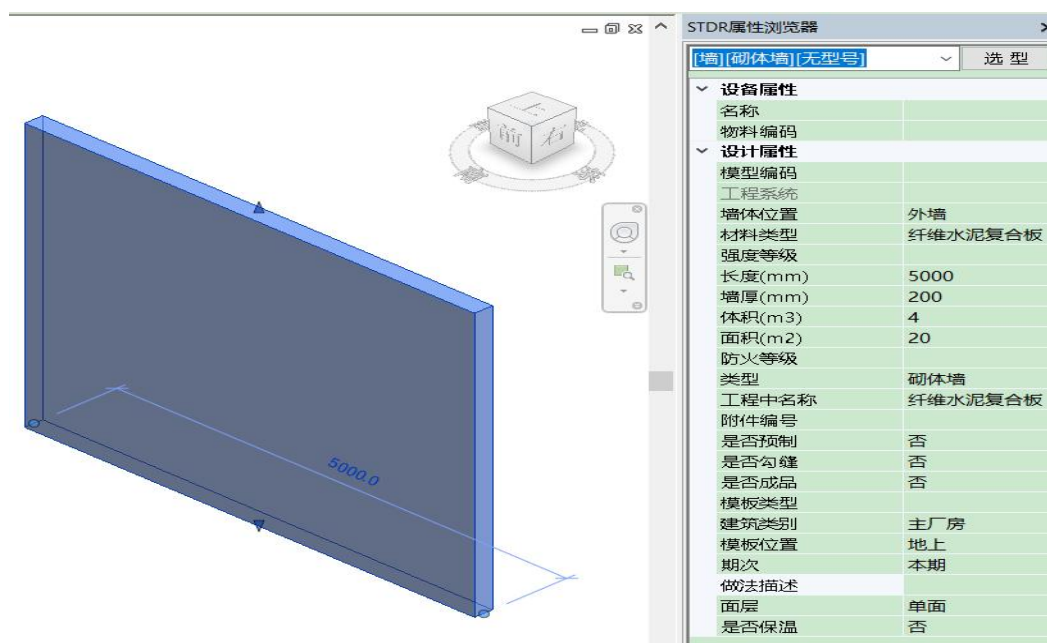 STDR属性浏览器
[墙][砌体墙][无型号]
选型
设备属性
名称
物料编码
设计属性
模型编码
工程系统
墙体位置 外墙
材料类型 纤维水泥复合板
强度等级
长度(mm) 5000
墙厚(mm) 200
体积(m3) 4
面积(m2) 20
防火等级
类型 砌体墙
工程中名称 纤维水泥复合板
附件编号
是否预制 否
是否勾缝 否
是否成品 否
模板类型
建筑类别 主厂房
模板位置 地上
期次 本期
做法描述
面层 单面
是否保温 否
上
前
右
5000.0